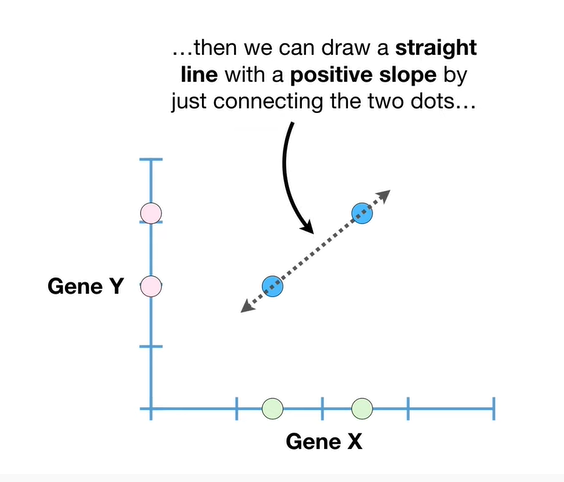 …then we can draw a straight
line with a positive slope by
just connecting the two dots…
Gene Y
Gene X